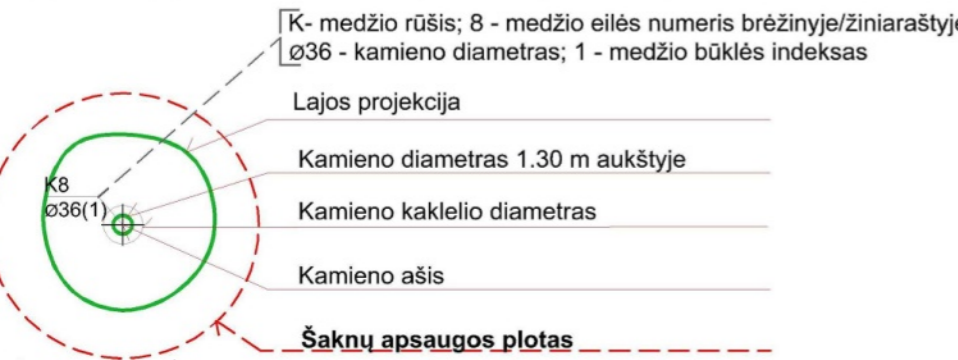 K- medžio rūšis; 8 - medžio eilės numeris brėžinyje/žiniaraštyje
Ø36 - kamieno diametras; 1 - medžio būklės indeksas
Lajos projekcija
Kamieno diametras 1.30 m aukštyje
K8
Ø36(1)
Kamieno kaklelio diametras
Kamieno ašis
Šaknų apsaugos plotas